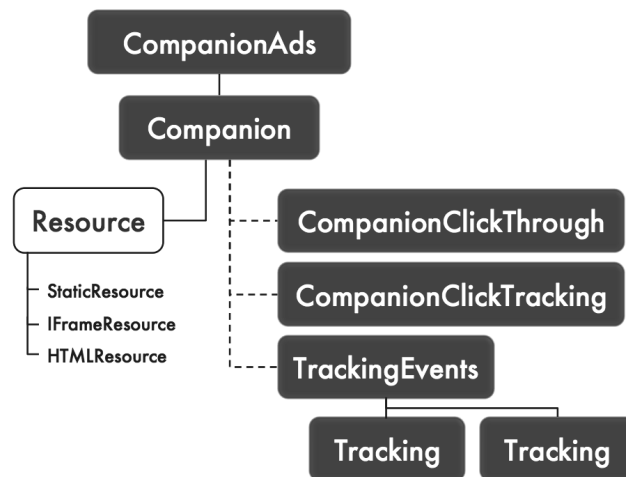 CompanionAds
Companion
Resource
StaticResource
IFrameResource
HTMLResource
CompanionClickThrough
CompanionClickTracking
TrackingEvents
Tracking
Tracking